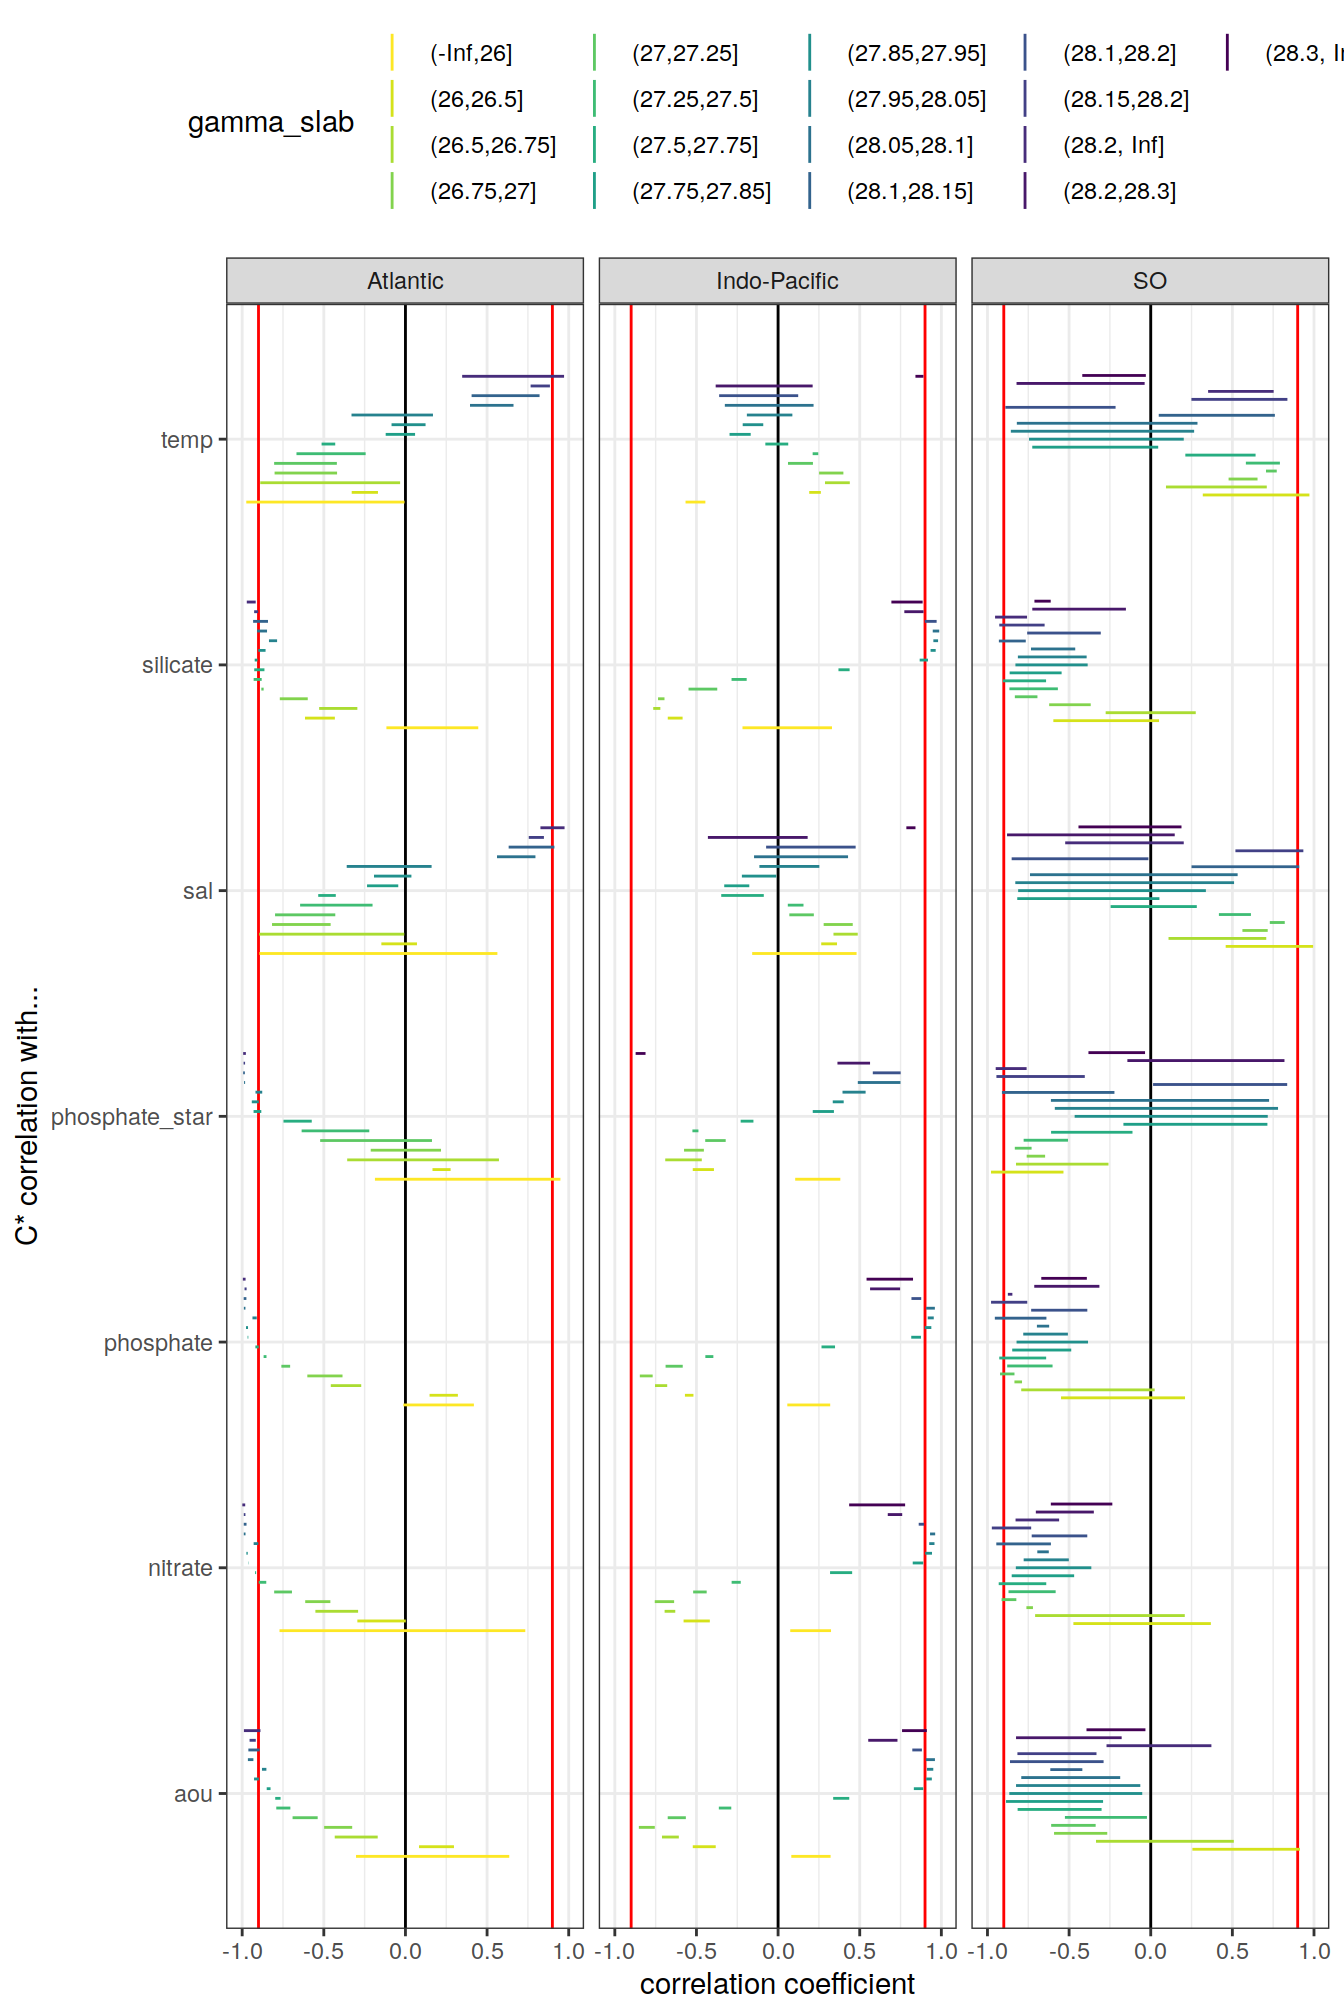 gamma_slab
(-Inf,26] (27,27.25] (27.85,27.95] (28.1,28.2] (28.3, I
(26,26.5] (27.25,27.5] (27.95,28.05] (28.15,28.2]
(26.5,26.75] (27.5,27.75] (28.05,28.1] (28.2, Inf]
(26.75,27] (27.75,27.85] (28.1,28.15] (28.2,28.3]
Atlantic Indo-Pacific SO
C* correlation with...
temp
silicate
sal
phosphate_star
phosphate
nitrate
aou
-1.0 -0.5 0.0 0.5 1.0 -1.0 -0.5 0.0 0.5 1.0 -1.0 -0.5 0.0 0.5 1.0
correlation coefficient